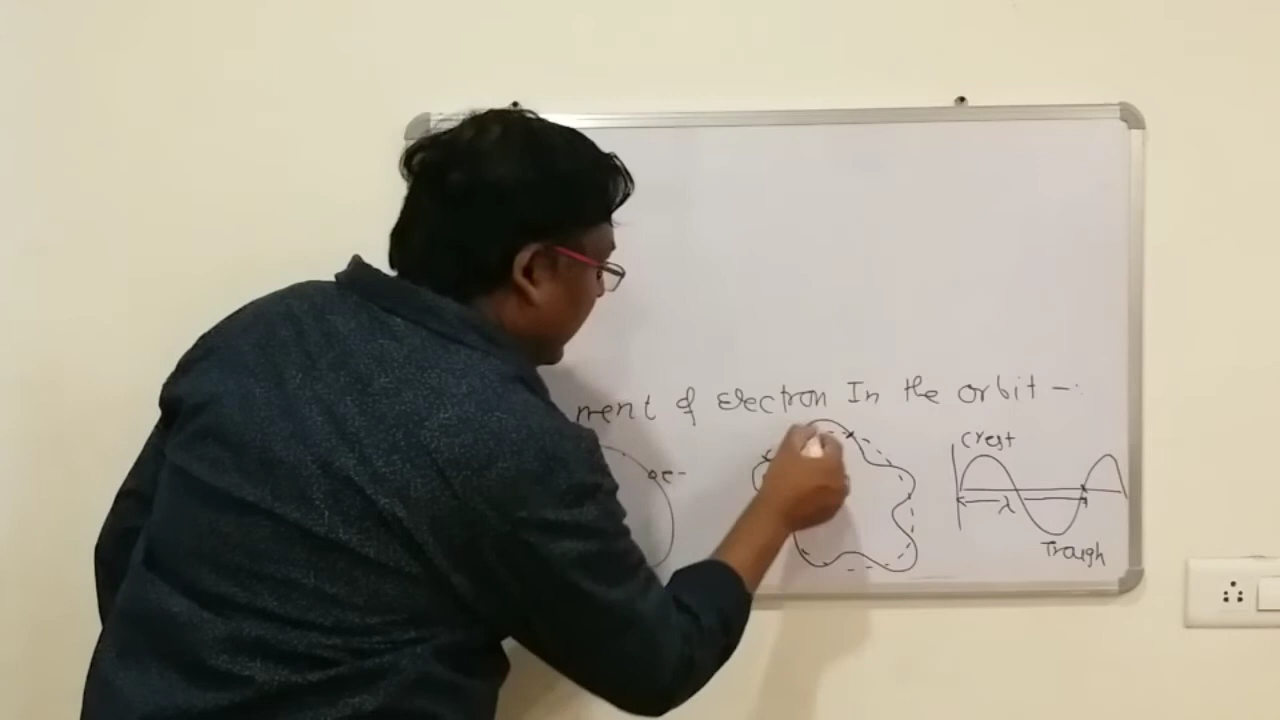 ment of Electron In the orbit -:
Crest
e-
λ
Trough